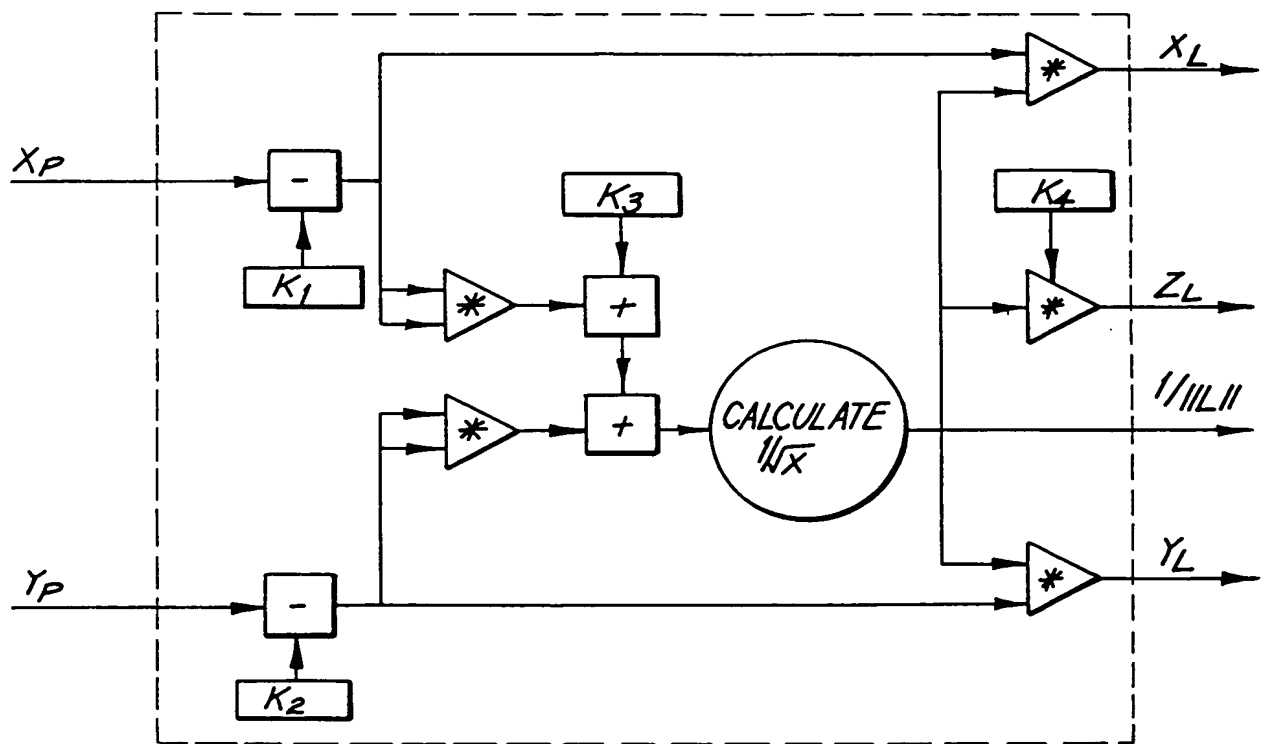 XL
*
XP
-
K3
K4
K1
*
+
*
ZL
1/||L||
*
+
CALCULATE
1/√x
YP
-
*
YL
K2